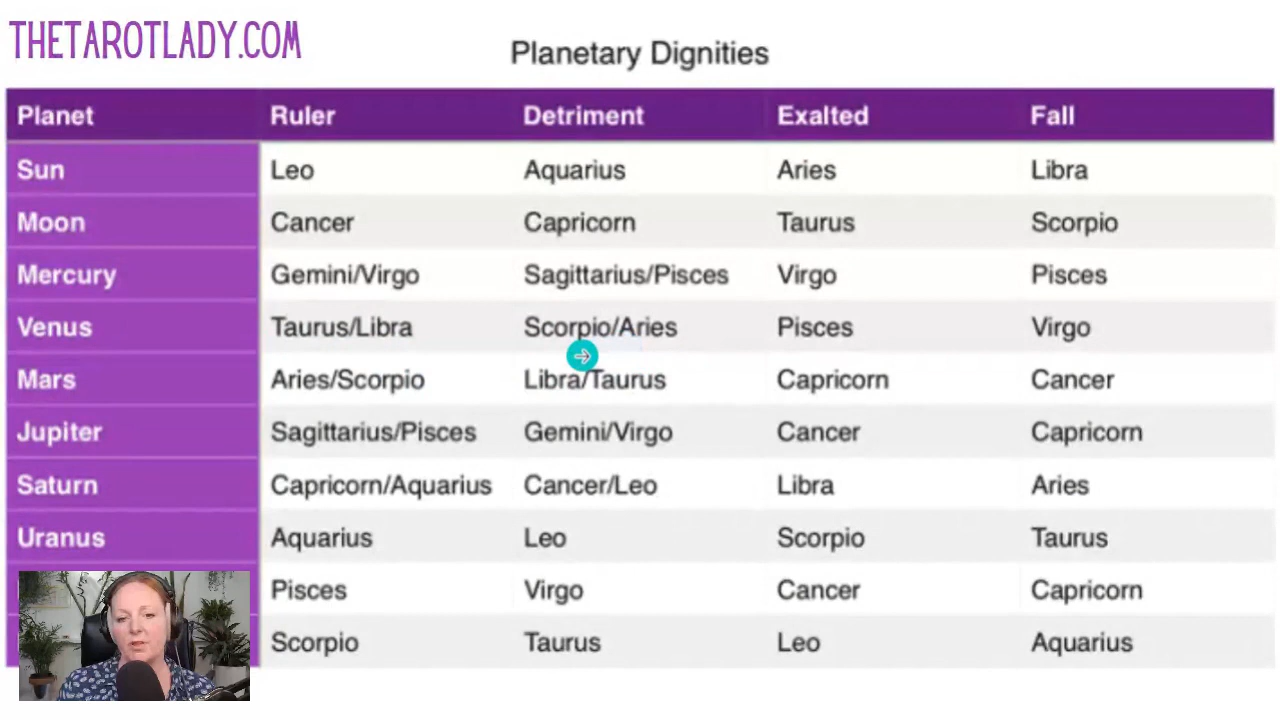 THETAROTLADY.COM
Planetary Dignities
Planet Ruler Detriment Exalted Fall
Sun Leo Aquarius Aries Libra
Moon Cancer Capricorn Taurus Scorpio
Mercury Gemini/Virgo Sagittarius/Pisces Virgo Pisces
Venus Taurus/Libra Scorpio/Aries Pisces Virgo
Mars Aries/Scorpio Libra/Taurus Capricorn Cancer
Jupiter Sagittarius/Pisces Gemini/Virgo Cancer Capricorn
Saturn Capricorn/Aquarius Cancer/Leo Libra Aries
Uranus Aquarius Leo Scorpio Taurus
Pisces Virgo Cancer Capricorn
Scorpio Taurus Leo Aquarius